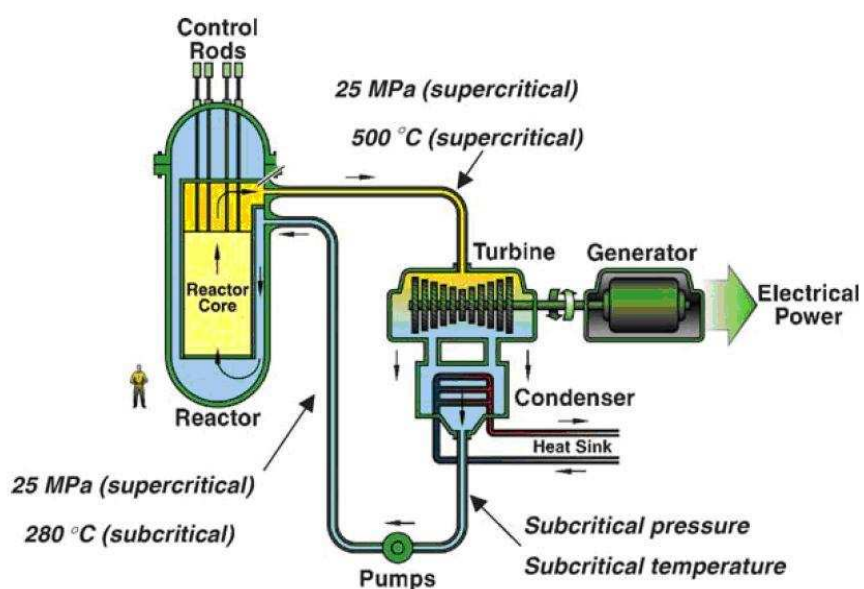 Control
Rods
25 MPa (supercritical)
500 °C (supercritical)
Turbine
Generator
Electrical
Power
Reactor
Core
Reactor
Condenser
Heat Sink
25 MPa (supercritical)
280 °C (subcritical)
Subcritical pressure
Subcritical temperature
Pumps